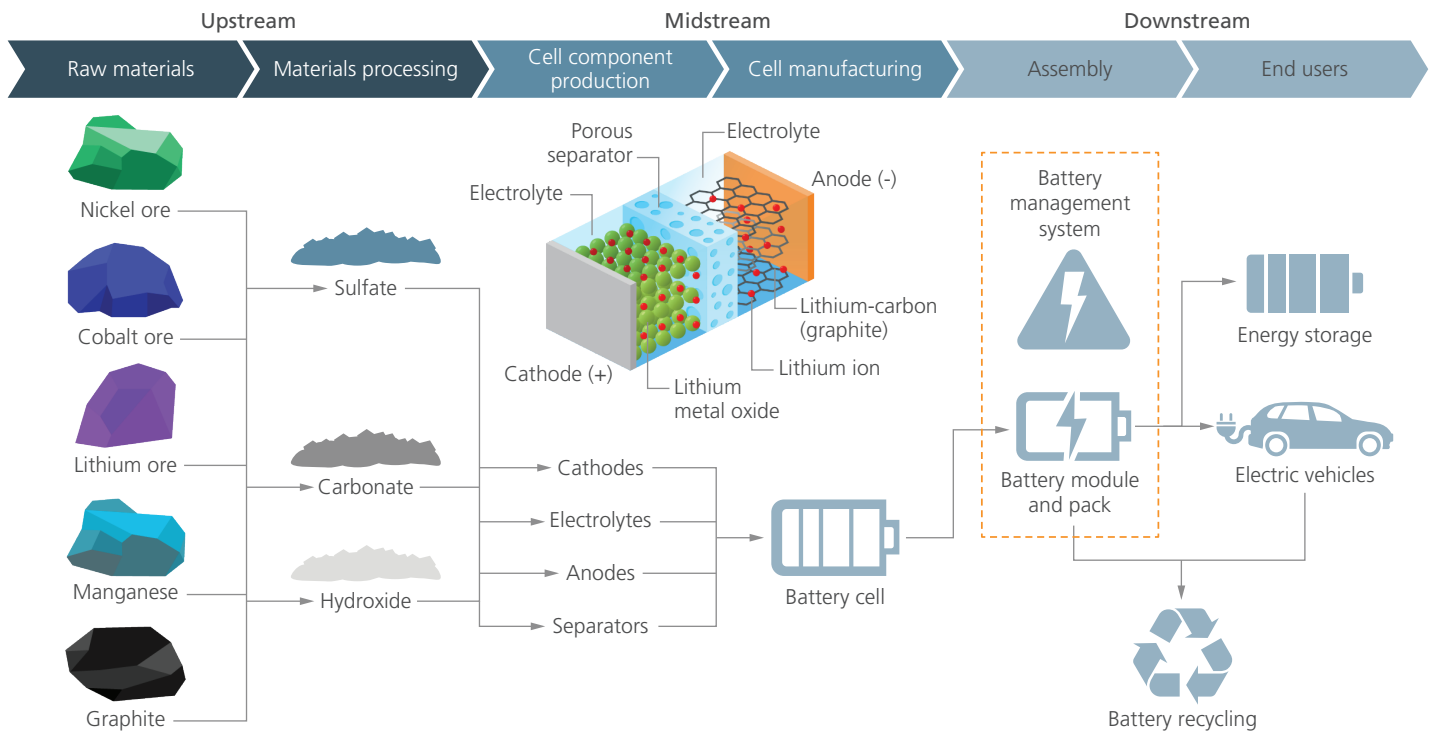 Upstream
Midstream
Downstream
Raw materials
Materials processing
Cell component
production
Cell manufacturing
Assembly
End users
Nickel ore
Cobalt ore
Lithium ore
Manganese
Graphite
Sulfate
Carbonate
Hydroxide
Porous
separator
Electrolyte
Electrolyte
Anode (-)
Cathode (+)
Lithium
metal oxide
Lithium ion
Lithium-carbon
(graphite)
Cathodes
Electrolytes
Anodes
Separators
Battery cell
Battery
management
system
Battery module
and pack
Energy storage
Electric vehicles
Battery recycling